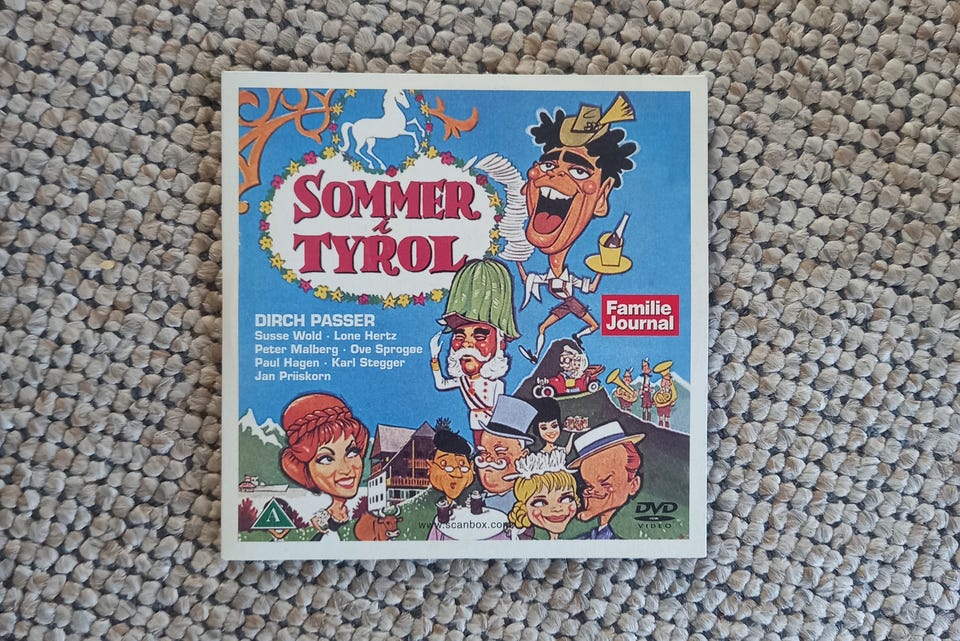 SOMMER
i
TYROL
DIRCH PASSER
Susse Wold · Lone Hertz
Peter Malberg · Ove Sprogøe
Paul Hagen · Karl Stegger
Jan Priiskorn
Familie
Journal
A
www.scanbox.com
DVD
VIDEO